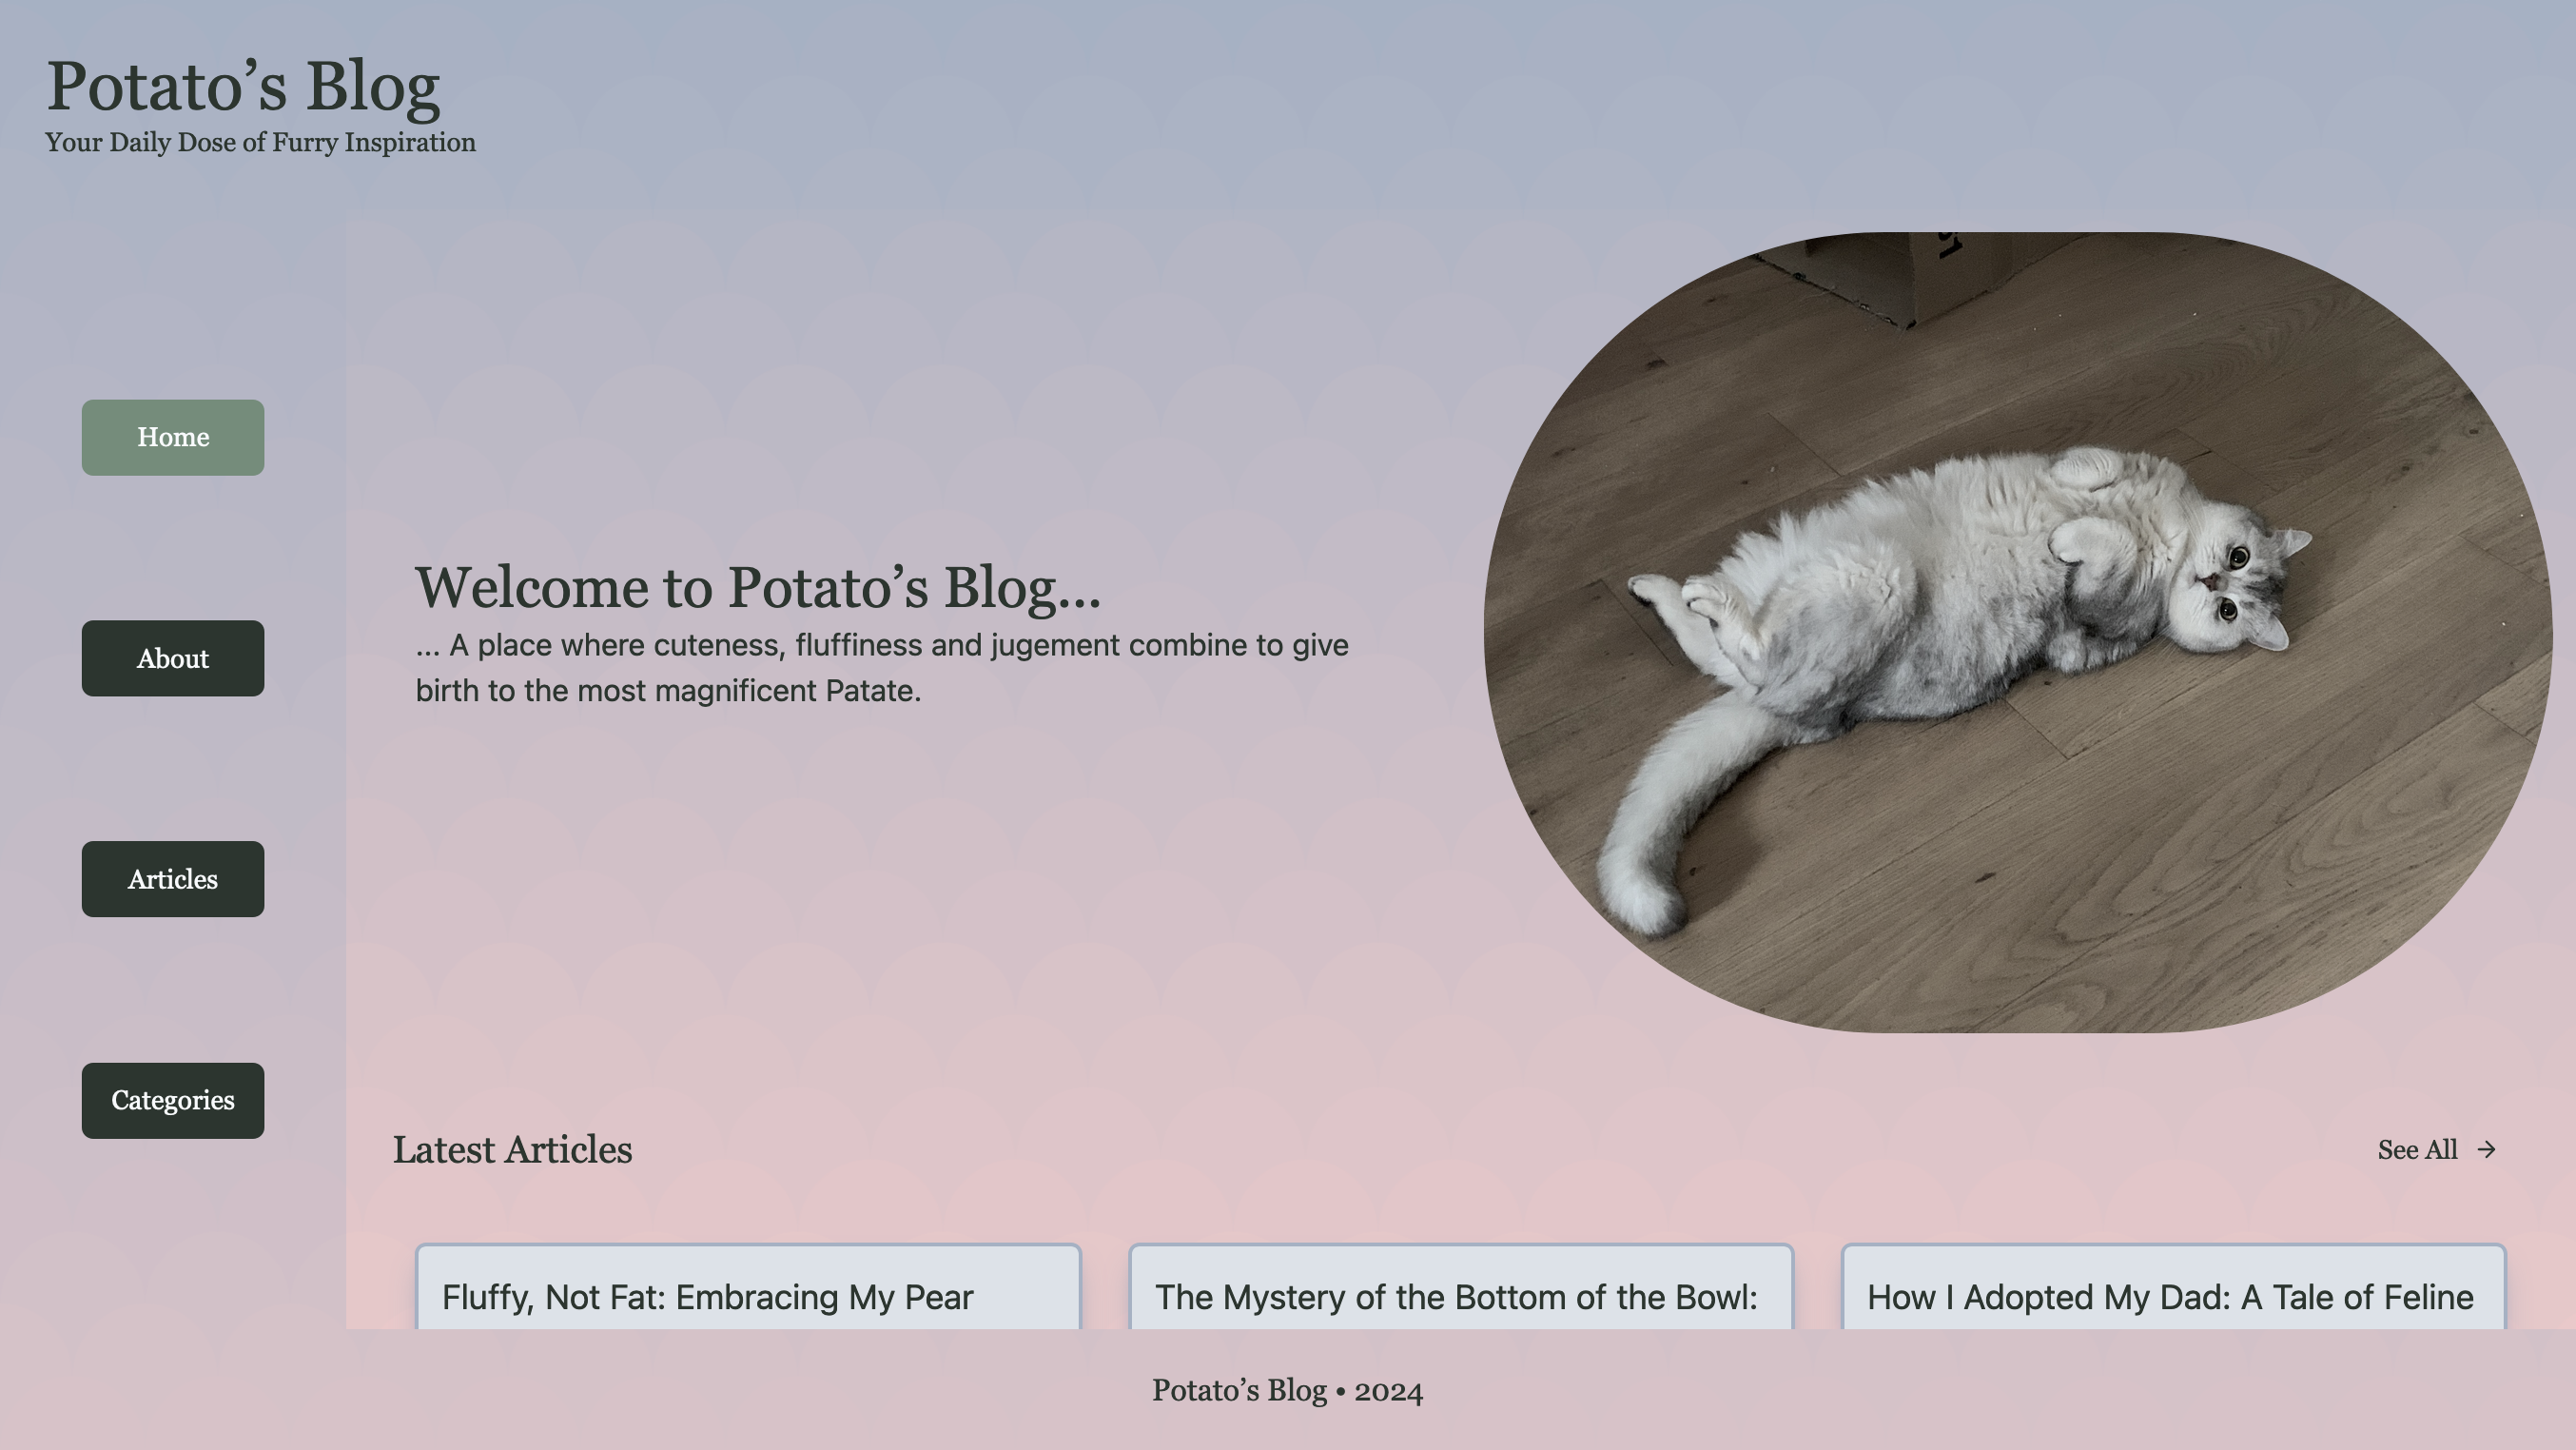 Potato’s Blog
Your Daily Dose of Furry Inspiration
Home
About
Articles
Categories
Welcome to Potato’s Blog...
... A place where cuteness, fluffiness and jugement combine to give
birth to the most magnificent Patate.
Latest Articles
See All →
Fluffy, Not Fat: Embracing My Pear
The Mystery of the Bottom of the Bowl:
How I Adopted My Dad: A Tale of Feline
Potato’s Blog • 2024